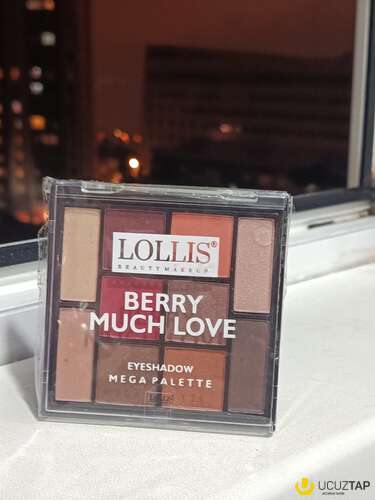 LOLLIS®
BEAUTY MAKEUP
BERRY
MUCH LOVE
EYESHADOW
MEGA PALETTE
UCUZTAP